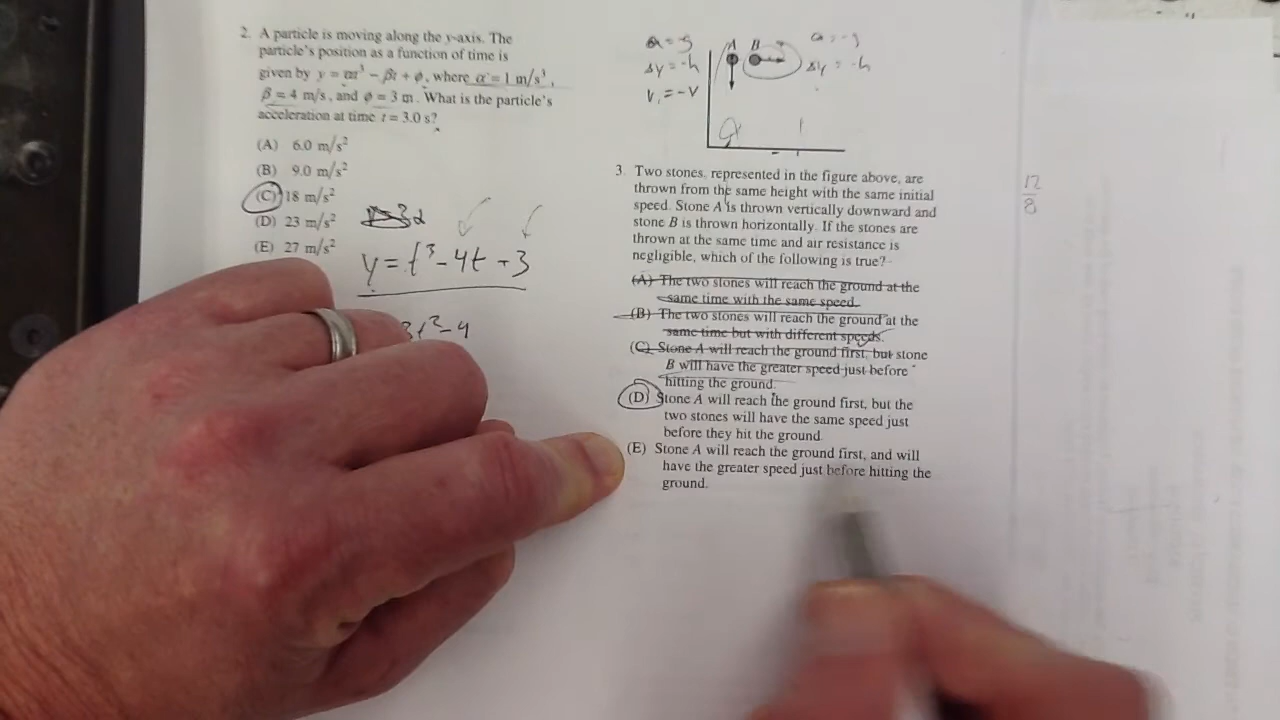 2. A particle is moving along the y-axis. The
particle's position as a function of time is
given by y = αt³ − βt + ϕ, where α = 1 m/s³,
β = 4 m/s, and ϕ = 3 m. What is the particle's
acceleration at time t = 3.0 s?
(A) 6.0 m/s²
(B) 9.0 m/s²
(C) 18 m/s²
(D) 23 m/s²
(E) 27 m/s²
y = t³ - 4t + 3
3t² - 4
a = -g
Δy = -h
V₁ = -V
A B
a = -g
Δy = -h
3. Two stones, represented in the figure above, are
thrown from the same height with the same initial
speed. Stone A is thrown vertically downward and
stone B is thrown horizontally. If the stones are
thrown at the same time and air resistance is
negligible, which of the following is true?
(A) The two stones will reach the ground at the
same time with the same speed.
(B) The two stones will reach the ground at the
same time but with different speeds.
(C) Stone A will reach the ground first, but stone
B will have the greater speed just before
hitting the ground.
(D) Stone A will reach the ground first, but the
two stones will have the same speed just
before they hit the ground.
(E) Stone A will reach the ground first, and will
have the greater speed just before hitting the
ground.
12
8